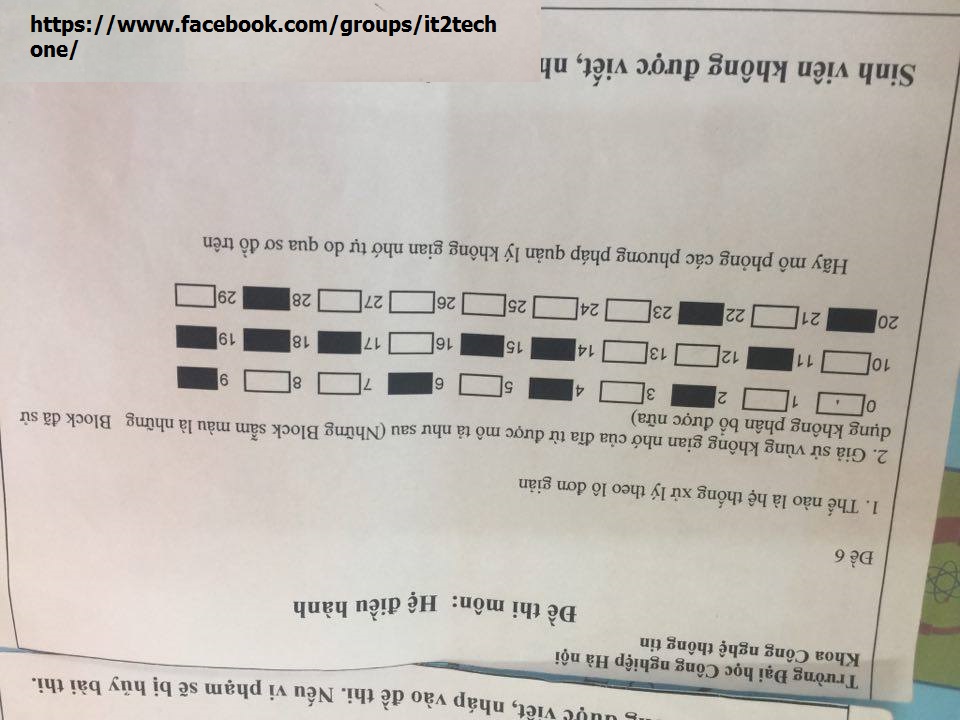 https://www.facebook.com/groups/it2tech
one/
được viết, nháp vào đề thi. Nếu vi phạm sẽ bị hủy bài thi.
Trường Đại học Công nghiệp Hà nội
Khoa Công nghệ thông tin
Đề thi môn: Hệ điều hành
Đề 6
1. Thế nào là hệ thống xử lý theo lô đơn giản
2. Giả sử vùng không gian nhớ của đĩa từ được mô tả như sau (Những Block sẫm màu là những Block đã sử
dụng không phân bổ được nữa)
0 1 2 3 4 5 6 7 8 9
10 11 12 13 14 15 16 17 18 19
20 21 22 23 24 25 26 27 28 29
Hãy mô phỏng các phương pháp quản lý không gian nhớ tự do qua sơ đồ trên
Sinh viên không được viết,